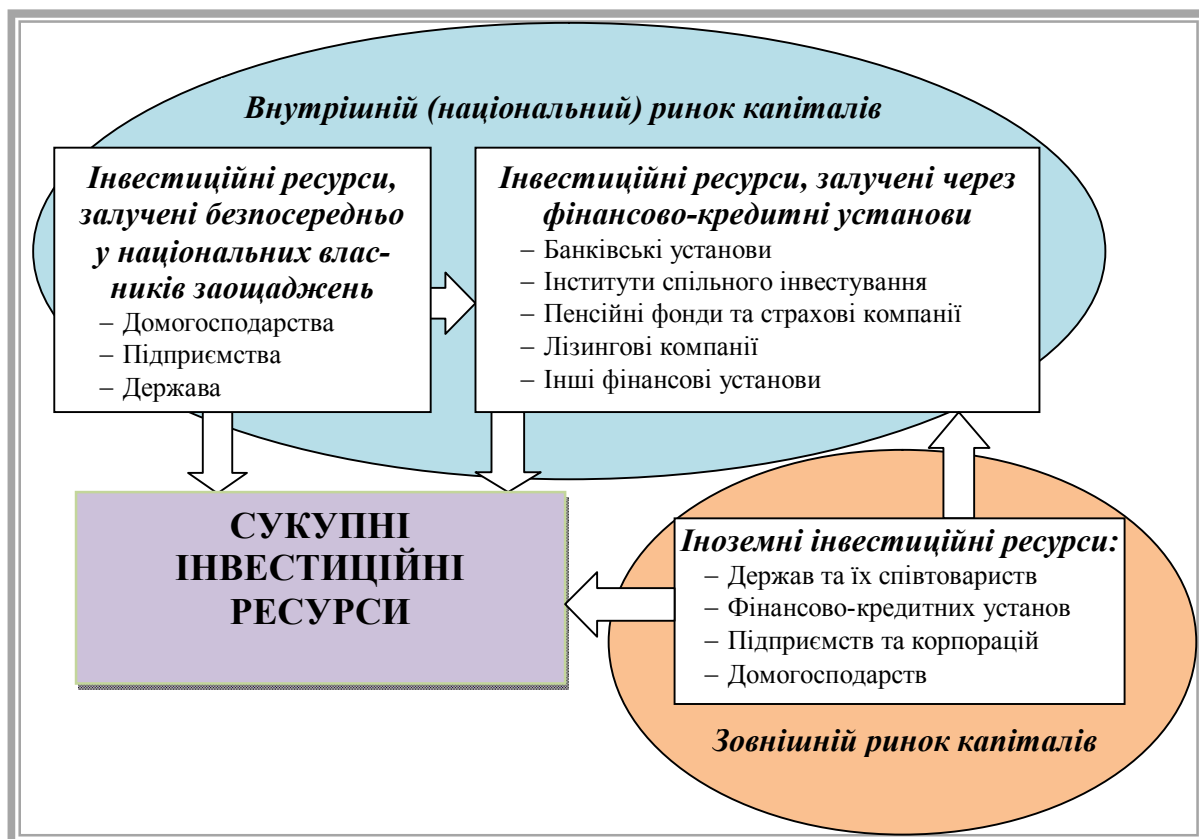 Внутрішній (національний) ринок капіталів
Інвестиційні ресурси,
залучені безпосередньо
у національних влас-
ників заощаджень
– Домогосподарства
– Підприємства
– Держава
Інвестиційні ресурси, залучені через
фінансово-кредитні установи
– Банківські установи
– Інститути спільного інвестування
– Пенсійні фонди та страхові компанії
– Лізингові компанії
– Інші фінансові установи
СУКУПНІ
ІНВЕСТИЦІЙНІ
РЕСУРСИ
Іноземні інвестиційні ресурси:
– Держав та їх співтовариств
– Фінансово-кредитних установ
– Підприємств та корпорацій
– Домогосподарств
Зовнішній ринок капіталів